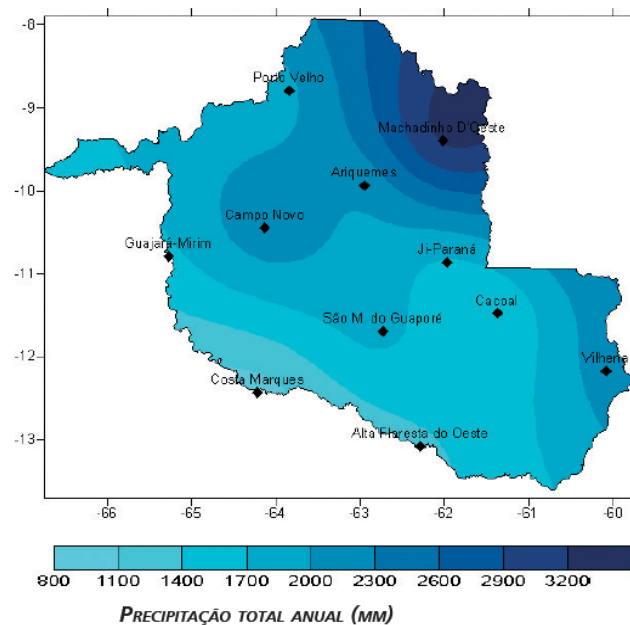 -8
Porto Velho
-9
Machadinho D'Oeste
Ariquemes
-10
Campo Novo
Guajará-Mirim
Ji-Paraná
-11
Cacoal
São M. do Guaporé
-12
Vilhena
Costa Marques
Alta Floresta do Oeste
-13
-66 -65 -64 -63 -62 -61 -60
800 1100 1400 1700 2000 2300 2600 2900 3200
PRECIPITAÇÃO TOTAL ANUAL (MM)